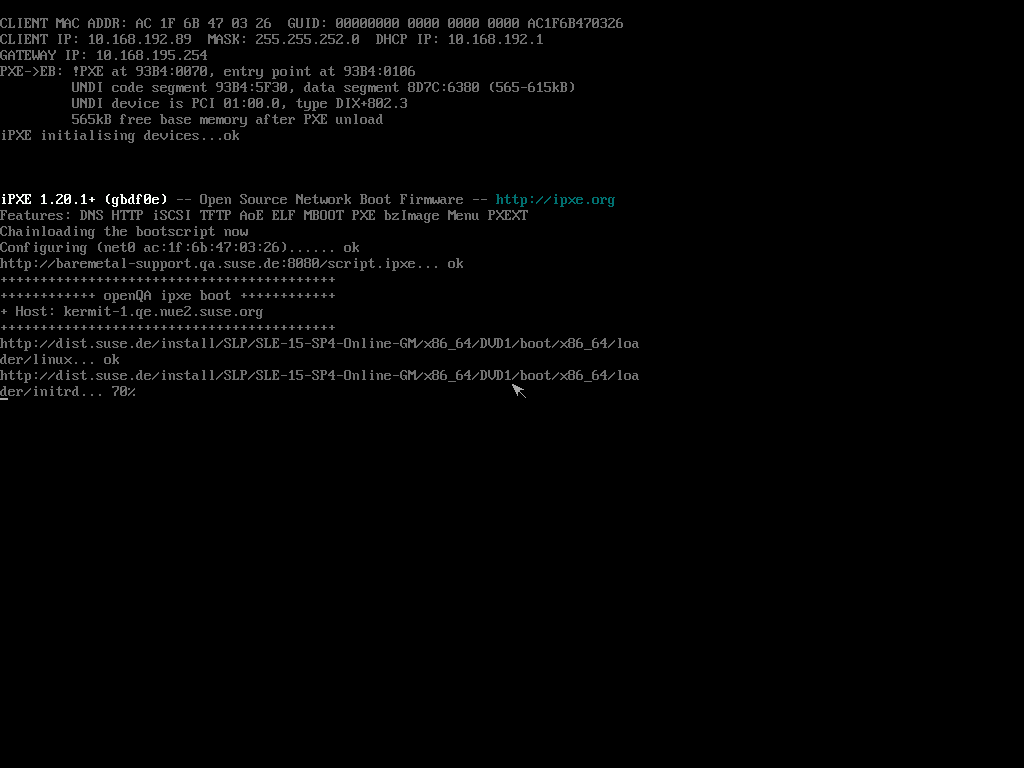 CLIENT MAC ADDR: AC 1F 6B 47 03 26  GUID: 00000000 0000 0000 0000 AC1F6B470326
CLIENT IP: 10.168.192.89  MASK: 255.255.252.0  DHCP IP: 10.168.192.1
GATEWAY IP: 10.168.195.254
PXE->EB: !PXE at 93B4:0070, entry point at 93B4:0106
         UNDI code segment 93B4:5F30, data segment 8D7C:6380 (565-615kB)
         UNDI device is PCI 01:00.0, type DIX+802.3
         565kB free base memory after PXE unload
iPXE initialising devices...ok
iPXE 1.20.1+ (gbdf0e) -- Open Source Network Boot Firmware -- http://ipxe.org
Features: DNS HTTP iSCSI TFTP AoE ELF MBOOT PXE bzImage Menu PXEXT
Chainloading the bootscript now
Configuring (net0 ac:1f:6b:47:03:26)...... ok
http://baremetal-support.qa.suse.de:8080/script.ipxe... ok
++++++++++++++++++++++++++++++++++++++++++
++++++++++++ openQA ipxe boot ++++++++++++
+ Host: kermit-1.qe.nue2.suse.org
++++++++++++++++++++++++++++++++++++++++++
http://dist.suse.de/install/SLP/SLE-15-SP4-Online-GM/x86_64/DVD1/boot/x86_64/loa
der/linux... ok
http://dist.suse.de/install/SLP/SLE-15-SP4-Online-GM/x86_64/DVD1/boot/x86_64/loa
der/initrd... 70%